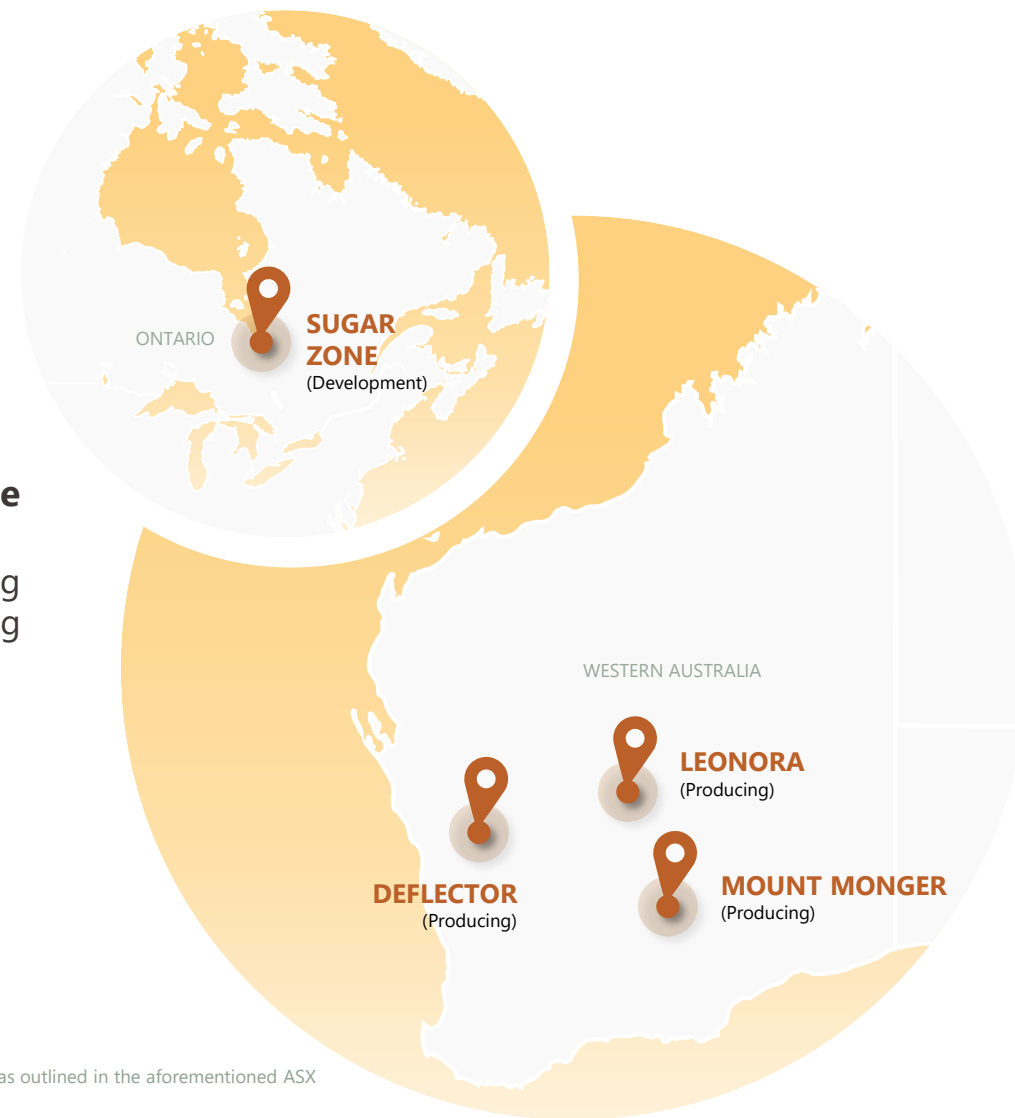 ONTARIO
SUGAR
ZONE
(Development)
e
g
g
WESTERN AUSTRALIA
LEONORA
(Producing)
DEFLECTOR
(Producing)
MOUNT MONGER
(Producing)
as outlined in the aforementioned ASX